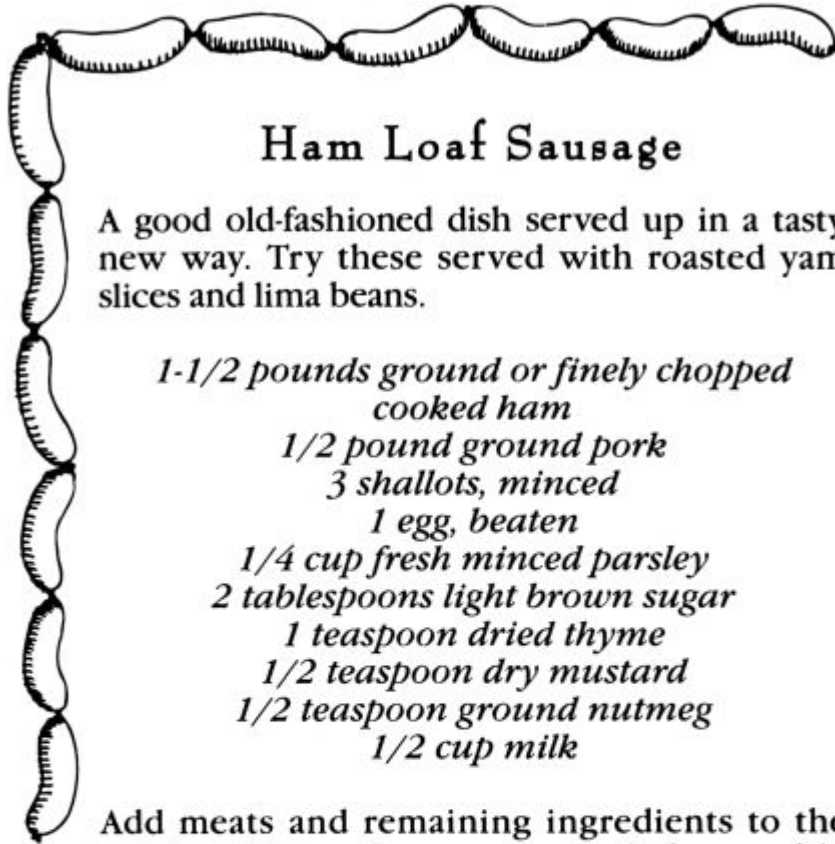 Ham Loaf Sausage
A good old-fashioned dish served up in a tasty
new way. Try these served with roasted yam
slices and lima beans.
1-1/2 pounds ground or finely chopped
cooked ham
1/2 pound ground pork
3 shallots, minced
1 egg, beaten
1/4 cup fresh minced parsley
2 tablespoons light brown sugar
1 teaspoon dried thyme
1/2 teaspoon dry mustard
1/2 teaspoon ground nutmeg
1/2 cup milk
Add meats and remaining ingredients to the